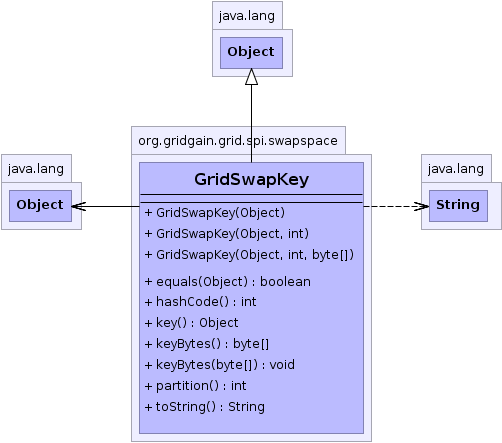 java.lang
Object
org.gridgain.grid.spi.swapspace
java.lang
Object
GridSwapKey
+ GridSwapKey(Object)
+ GridSwapKey(Object, int)
+ GridSwapKey(Object, int, byte[])
+ equals(Object) : boolean
+ hashCode() : int
+ key() : Object
+ keyBytes() : byte[]
+ keyBytes(byte[]) : void
+ partition() : int
+ toString() : String
java.lang
String